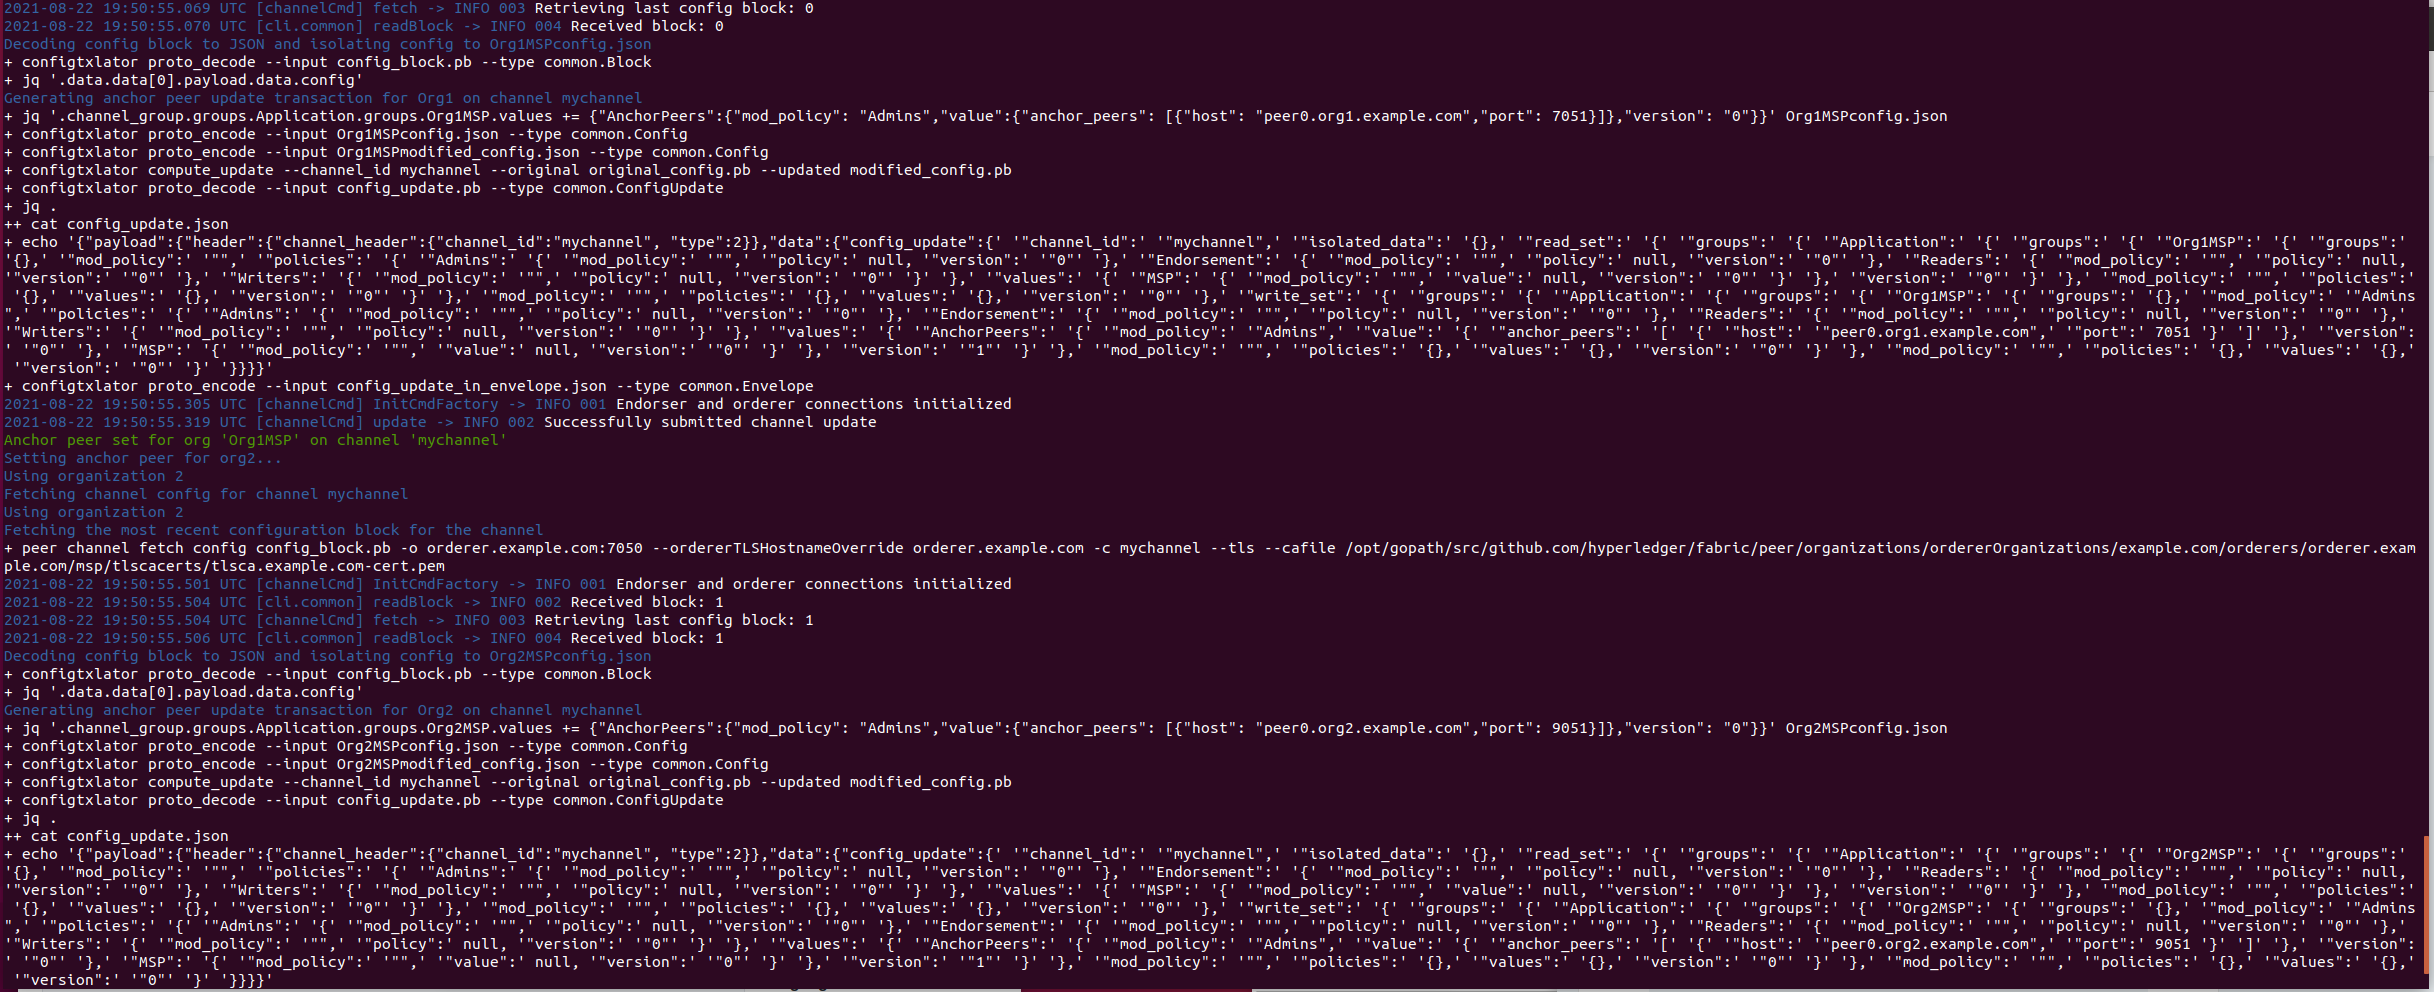 2021-08-22 19:50:55.069 UTC [channelCmd] fetch -> INFO 003 Retrieving last config block: 0
2021-08-22 19:50:55.070 UTC [cli.common] readBlock -> INFO 004 Received block: 0
Decoding config block to JSON and isolating config to Org1MSPconfig.json
+ configtxlator proto_decode --input config_block.pb --type common.Block
+ jq '.data.data[0].payload.data.config'
Generating anchor peer update transaction for Org1 on channel mychannel
+ jq '.channel_group.groups.Application.groups.Org1MSP.values += {"AnchorPeers":{"mod_policy": "Admins","value":{"anchor_peers": [{"host": "peer0.org1.example.com","port": 7051}]},"version": "0"}}' Org1MSPconfig.json
+ configtxlator proto_encode --input Org1MSPconfig.json --type common.Config
+ configtxlator proto_encode --input Org1MSPmodified_config.json --type common.Config
+ configtxlator compute_update --channel_id mychannel --original original_config.pb --updated modified_config.pb
+ configtxlator proto_decode --input config_update.pb --type common.ConfigUpdate
+ jq .
++ cat config_update.json
+ echo '{"payload":{"header":{"channel_header":{"channel_id":"mychannel", "type":2}},"data":{"config_update":{' '"channel_id":' '"mychannel",' '"isolated_data":' '{},' '"read_set":' '{' '"groups":' '{' '"Application":' '{' '"groups":' '{' '"Org1MSP":' '{' '"groups":'
'{},' '"mod_policy":' '"",' '"policies":' '{' '"Admins":' '{' '"mod_policy":' '"",' '"policy":' null, '"version":' '"0"' '},' '"Endorsement":' '{' '"mod_policy":' '"",' '"policy":' null, '"version":' '"0"' '},' '"Readers":' '{' '"mod_policy":' '"",' '"policy":' null,
'"version":' '"0"' '},' '"Writers":' '{' '"mod_policy":' '"",' '"policy":' null, '"version":' '"0"' '}' '},' '"values":' '{' '"MSP":' '{' '"mod_policy":' '"",' '"value":' null, '"version":' '"0"' '}' '},' '"version":' '"0"' '}' '},' '"mod_policy":' '"",' '"policies":'
'{},' '"values":' '{},' '"version":' '"0"' '}' '},' '"mod_policy":' '"",' '"policies":' '{},' '"values":' '{},' '"version":' '"0"' '},' '"write_set":' '{' '"groups":' '{' '"Application":' '{' '"groups":' '{' '"Org1MSP":' '{' '"groups":' '{},' '"mod_policy":' '"Admins
",' '"policies":' '{' '"Admins":' '{' '"mod_policy":' '"",' '"policy":' null, '"version":' '"0"' '},' '"Endorsement":' '{' '"mod_policy":' '"",' '"policy":' null, '"version":' '"0"' '},' '"Readers":' '{' '"mod_policy":' '"",' '"policy":' null, '"version":' '"0"' '},'
'"Writers":' '{' '"mod_policy":' '"",' '"policy":' null, '"version":' '"0"' '}' '},' '"values":' '{' '"AnchorPeers":' '{' '"mod_policy":' '"Admins",' '"value":' '{' '"anchor_peers":' '[' '{' '"host":' '"peer0.org1.example.com",' '"port":' 7051 '}' ']' '},' '"version":
' '"0"' '},' '"MSP":' '{' '"mod_policy":' '"",' '"value":' null, '"version":' '"0"' '}' '},' '"version":' '"1"' '}' '},' '"mod_policy":' '"",' '"policies":' '{},' '"values":' '{},' '"version":' '"0"' '}' '},' '"mod_policy":' '"",' '"policies":' '{},' '"values":' '{},'
'"version":' '"0"' '}' '}}}}'
+ configtxlator proto_encode --input config_update_in_envelope.json --type common.Envelope
2021-08-22 19:50:55.305 UTC [channelCmd] InitCmdFactory -> INFO 001 Endorser and orderer connections initialized
2021-08-22 19:50:55.319 UTC [channelCmd] update -> INFO 002 Successfully submitted channel update
Anchor peer set for org 'Org1MSP' on channel 'mychannel'
Setting anchor peer for org2...
Using organization 2
Fetching channel config for channel mychannel
Using organization 2
Fetching the most recent configuration block for the channel
+ peer channel fetch config config_block.pb -o orderer.example.com:7050 --ordererTLSHostnameOverride orderer.example.com -c mychannel --tls --cafile /opt/gopath/src/github.com/hyperledger/fabric/peer/organizations/ordererOrganizations/example.com/orderers/orderer.exam
ple.com/msp/tlscacerts/tlsca.example.com-cert.pem
2021-08-22 19:50:55.501 UTC [channelCmd] InitCmdFactory -> INFO 001 Endorser and orderer connections initialized
2021-08-22 19:50:55.504 UTC [cli.common] readBlock -> INFO 002 Received block: 1
2021-08-22 19:50:55.504 UTC [channelCmd] fetch -> INFO 003 Retrieving last config block: 1
2021-08-22 19:50:55.506 UTC [cli.common] readBlock -> INFO 004 Received block: 1
Decoding config block to JSON and isolating config to Org2MSPconfig.json
+ configtxlator proto_decode --input config_block.pb --type common.Block
+ jq '.data.data[0].payload.data.config'
Generating anchor peer update transaction for Org2 on channel mychannel
+ jq '.channel_group.groups.Application.groups.Org2MSP.values += {"AnchorPeers":{"mod_policy": "Admins","value":{"anchor_peers": [{"host": "peer0.org2.example.com","port": 9051}]},"version": "0"}}' Org2MSPconfig.json
+ configtxlator proto_encode --input Org2MSPconfig.json --type common.Config
+ configtxlator proto_encode --input Org2MSPmodified_config.json --type common.Config
+ configtxlator compute_update --channel_id mychannel --original original_config.pb --updated modified_config.pb
+ configtxlator proto_decode --input config_update.pb --type common.ConfigUpdate
+ jq .
++ cat config_update.json
+ echo '{"payload":{"header":{"channel_header":{"channel_id":"mychannel", "type":2}},"data":{"config_update":{' '"channel_id":' '"mychannel",' '"isolated_data":' '{},' '"read_set":' '{' '"groups":' '{' '"Application":' '{' '"groups":' '{' '"Org2MSP":' '{' '"groups":'
'{},' '"mod_policy":' '"",' '"policies":' '{' '"Admins":' '{' '"mod_policy":' '"",' '"policy":' null, '"version":' '"0"' '},' '"Endorsement":' '{' '"mod_policy":' '"",' '"policy":' null, '"version":' '"0"' '},' '"Readers":' '{' '"mod_policy":' '"",' '"policy":' null,
'"version":' '"0"' '},' '"Writers":' '{' '"mod_policy":' '"",' '"policy":' null, '"version":' '"0"' '}' '},' '"values":' '{' '"MSP":' '{' '"mod_policy":' '"",' '"value":' null, '"version":' '"0"' '}' '},' '"version":' '"0"' '}' '},' '"mod_policy":' '"",' '"policies":'
'{},' '"values":' '{},' '"version":' '"0"' '}' '},' '"mod_policy":' '"",' '"policies":' '{},' '"values":' '{},' '"version":' '"0"' '},' '"write_set":' '{' '"groups":' '{' '"Application":' '{' '"groups":' '{' '"Org2MSP":' '{' '"groups":' '{},' '"mod_policy":' '"Admins
",' '"policies":' '{' '"Admins":' '{' '"mod_policy":' '"",' '"policy":' null, '"version":' '"0"' '},' '"Endorsement":' '{' '"mod_policy":' '"",' '"policy":' null, '"version":' '"0"' '},' '"Readers":' '{' '"mod_policy":' '"",' '"policy":' null, '"version":' '"0"' '},'
'"Writers":' '{' '"mod_policy":' '"",' '"policy":' null, '"version":' '"0"' '}' '},' '"values":' '{' '"AnchorPeers":' '{' '"mod_policy":' '"Admins",' '"value":' '{' '"anchor_peers":' '[' '{' '"host":' '"peer0.org2.example.com",' '"port":' 9051 '}' ']' '},' '"version":
' '"0"' '},' '"MSP":' '{' '"mod_policy":' '"",' '"value":' null, '"version":' '"0"' '}' '},' '"version":' '"1"' '}' '},' '"mod_policy":' '"",' '"policies":' '{},' '"values":' '{},' '"version":' '"0"' '}' '},' '"mod_policy":' '"",' '"policies":' '{},' '"values":' '{},'
'"version":' '"0"' '}' '}}}}'